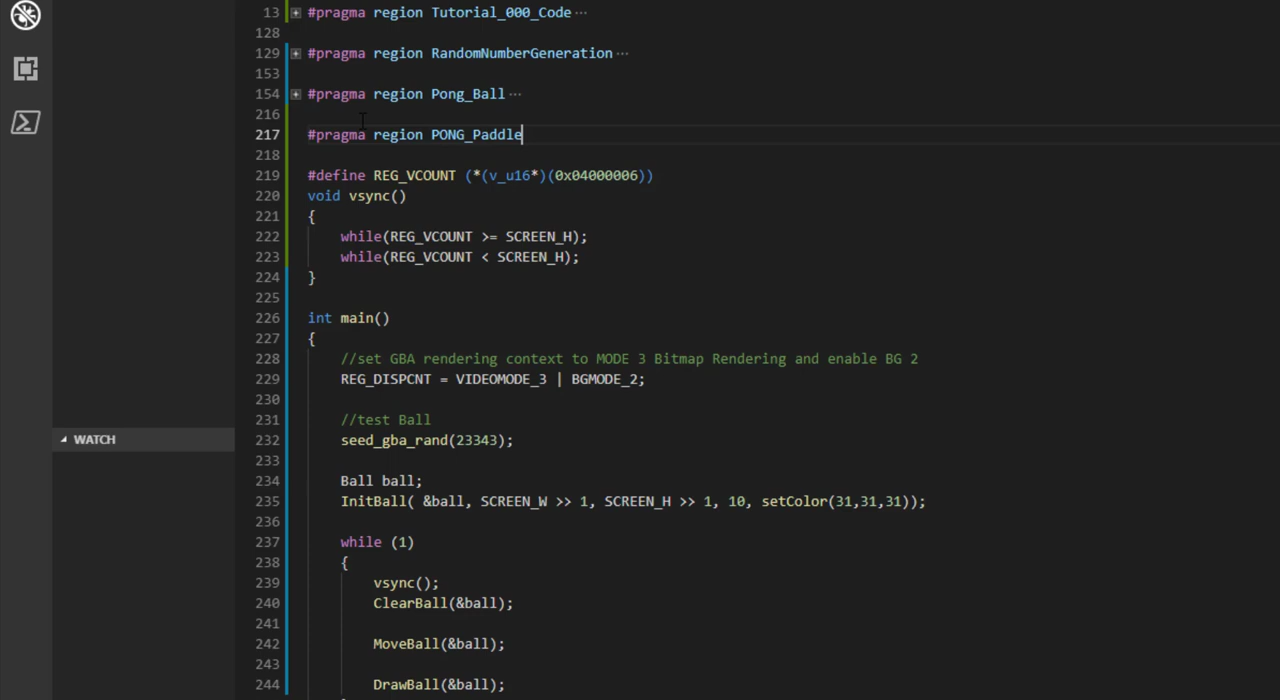 13 #pragma region Tutorial_000_Code ···
128
129 #pragma region RandomNumberGeneration ···
153
154 #pragma region Pong_Ball ···
216
217 #pragma region PONG_Paddle
218
219 #define REG_VCOUNT (*(v_u16*)(0x04000006))
220 void vsync()
221 {
222 while(REG_VCOUNT >= SCREEN_H);
223 while(REG_VCOUNT < SCREEN_H);
224 }
225
226 int main()
227 {
228 //set GBA rendering context to MODE 3 Bitmap Rendering and enable BG 2
229 REG_DISPCNT = VIDEOMODE_3 | BGMODE_2;
230
231 //test Ball
232 seed_gba_rand(23343);
233
234 Ball ball;
235 InitBall( &ball, SCREEN_W >> 1, SCREEN_H >> 1, 10, setColor(31,31,31));
236
237 while (1)
238 {
239 vsync();
240 ClearBall(&ball);
241
242 MoveBall(&ball);
243
244 DrawBall(&ball);
WATCH